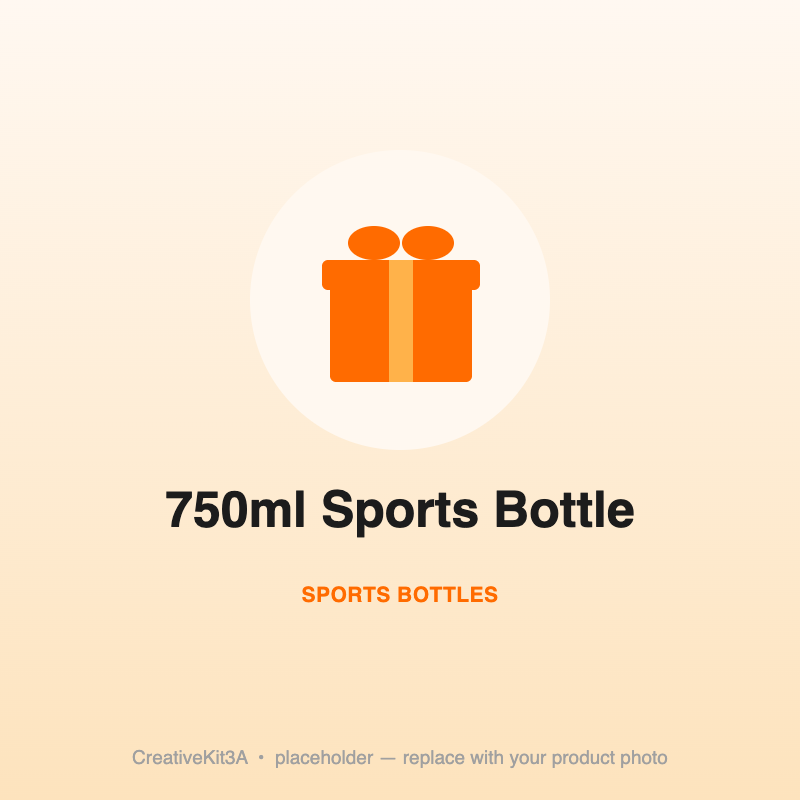 750ml Sports Bottle
SPORTS BOTTLES
CreativeKit3A • placeholder — replace with your product photo